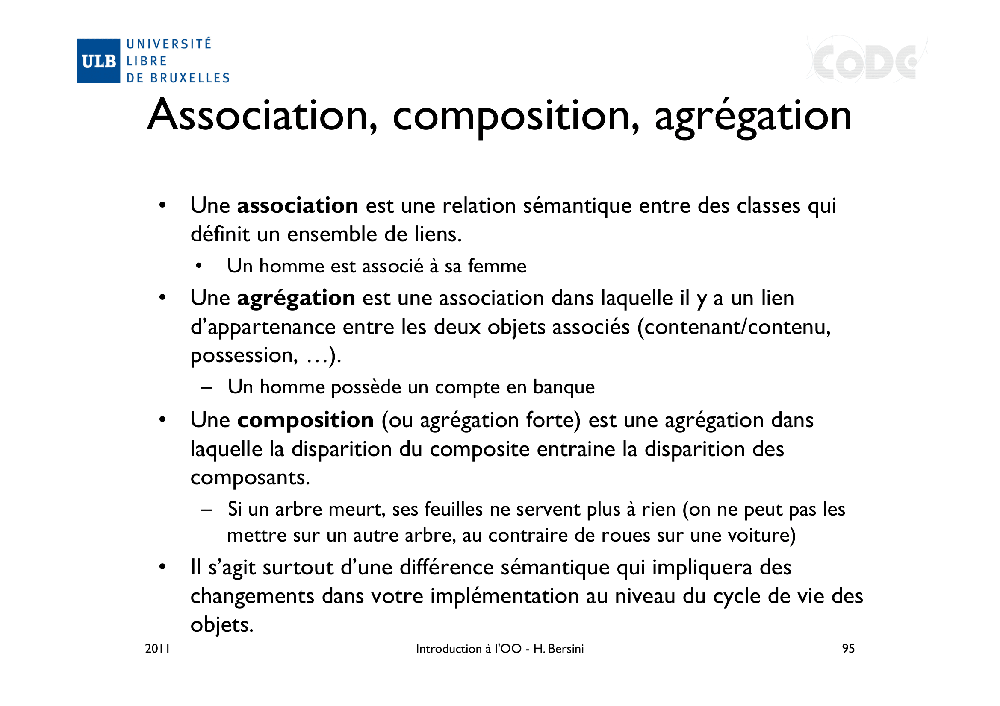 ULB
UNIVERSITÉ
LIBRE
DE BRUXELLES
CoDE
Association, composition, agrégation
• Une association est une relation sémantique entre des classes qui
définit un ensemble de liens.
• Un homme est associé à sa femme
• Une agrégation est une association dans laquelle il y a un lien
d’appartenance entre les deux objets associés (contenant/contenu,
possession, …).
– Un homme possède un compte en banque
• Une composition (ou agrégation forte) est une agrégation dans
laquelle la disparition du composite entraine la disparition des
composants.
– Si un arbre meurt, ses feuilles ne servent plus à rien (on ne peut pas les
mettre sur un autre arbre, au contraire de roues sur une voiture)
• Il s’agit surtout d’une différence sémantique qui impliquera des
changements dans votre implémentation au niveau du cycle de vie des
objets.
2011
Introduction à l'OO - H. Bersini
95